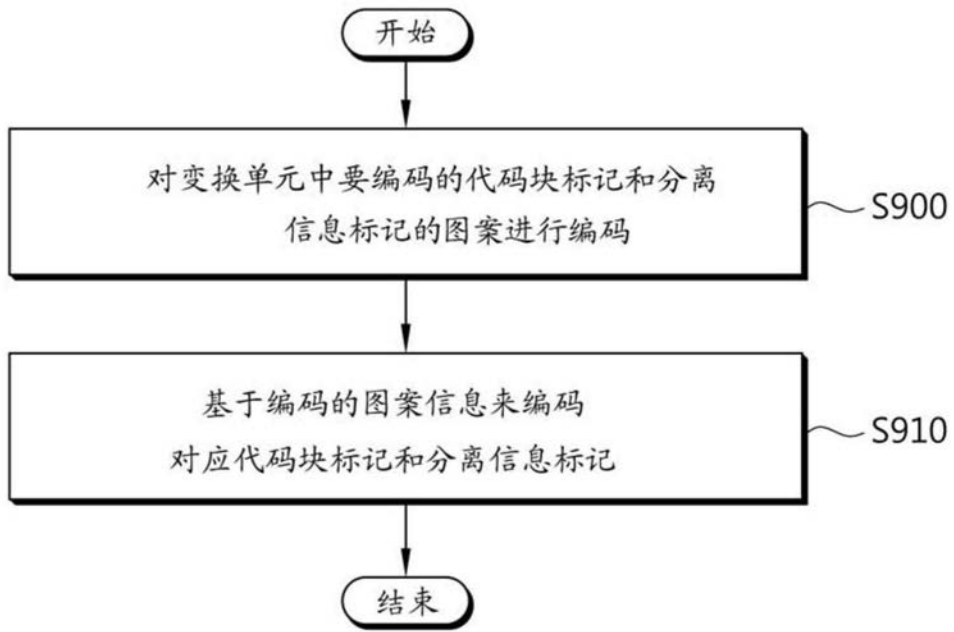 开始
对变换单元中要编码的代码块标记和分离
信息标记的图案进行编码
S900
基于编码的图案信息来编码
对应代码块标记和分离信息标记
S910
结束